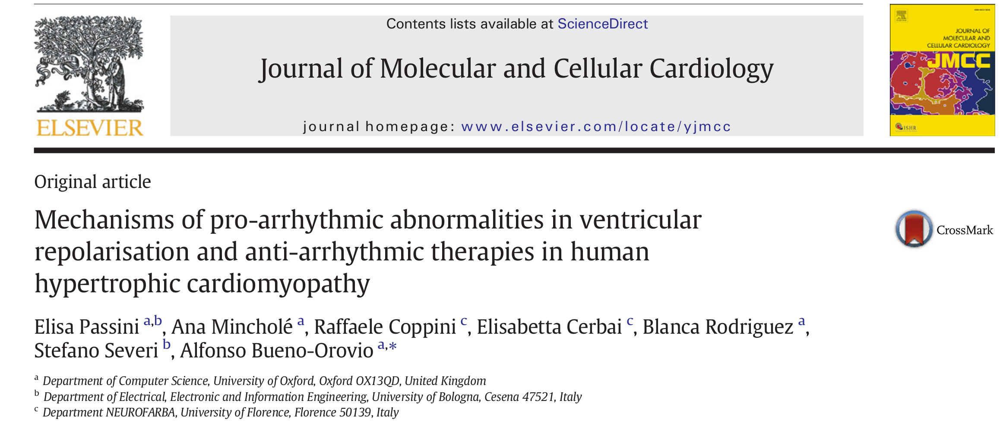 Contents lists available at ScienceDirect
Journal of Molecular and Cellular Cardiology
journal homepage: www.elsevier.com/locate/yjmcc
NON SOLUS
ELSEVIER
JOURNAL OF
MOLECULAR AND
CELLULAR CARDIOLOGY
JMCC
ISHR
Original article
Mechanisms of pro-arrhythmic abnormalities in ventricular
repolarisation and anti-arrhythmic therapies in human
hypertrophic cardiomyopathy
CrossMark
Elisa Passini a,b, Ana Mincholé a, Raffaele Coppini c, Elisabetta Cerbai c, Blanca Rodriguez a,
Stefano Severi b, Alfonso Bueno-Orovio a,*
a Department of Computer Science, University of Oxford, Oxford OX13QD, United Kingdom
b Department of Electrical, Electronic and Information Engineering, University of Bologna, Cesena 47521, Italy
c Department NEUROFARBA, University of Florence, Florence 50139, Italy